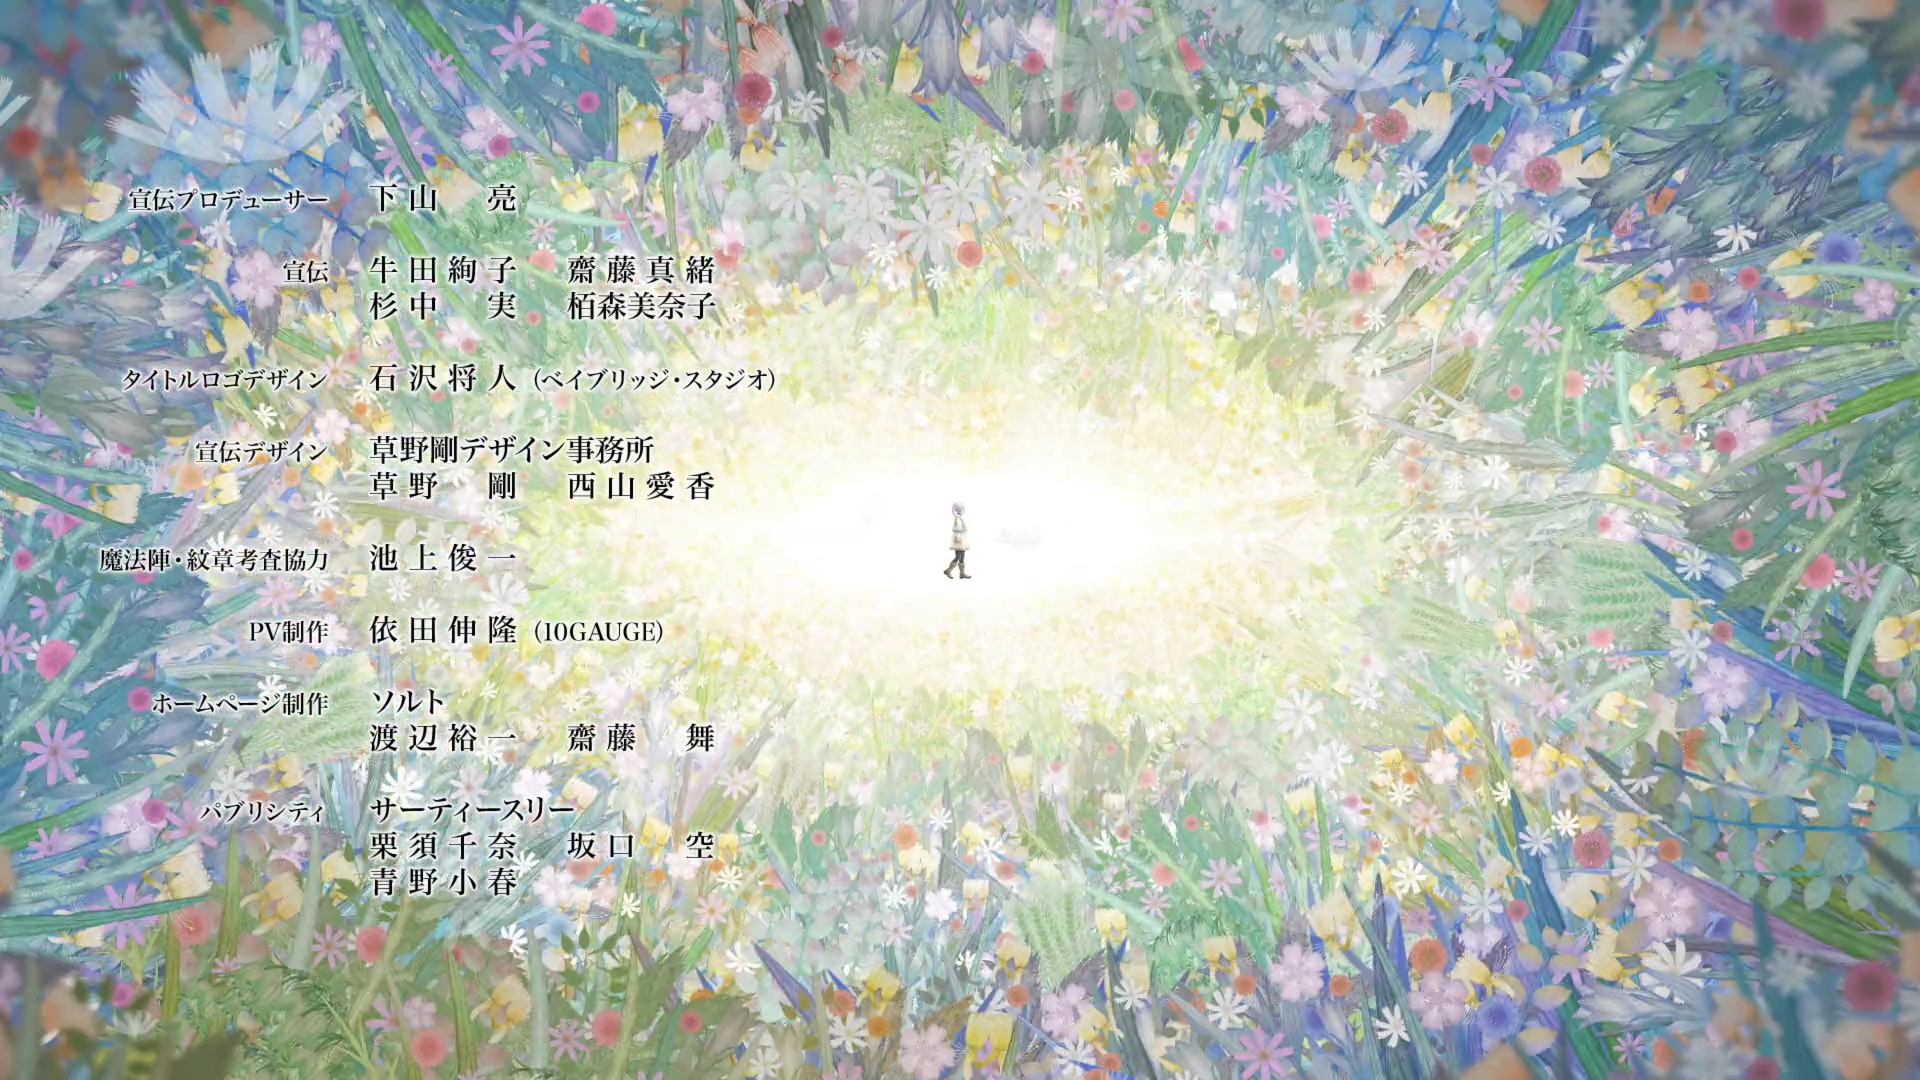 宣伝プロデューサー 下山 亮
宣伝 牛田絢子 齋藤真緒
杉中 実 栢森美奈子
タイトルロゴデザイン 石沢将人（ベイブリッジ・スタジオ）
宣伝デザイン 草野剛デザイン事務所
草野 剛 西山愛香
魔法陣・紋章考査協力 池上俊一
PV制作 依田伸隆（10GAUGE）
ホームページ制作 ソルト
渡辺裕一 齋藤 舞
パブリシティ サーティースリー
栗須千奈 坂口 空
青野小春